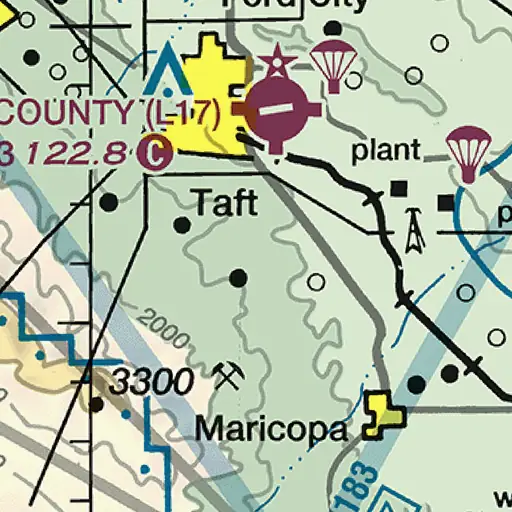 Ford City
COUNTY (L17)
3 122.8 C
plant
Taft
p
2000
3300
Maricopa
183
w